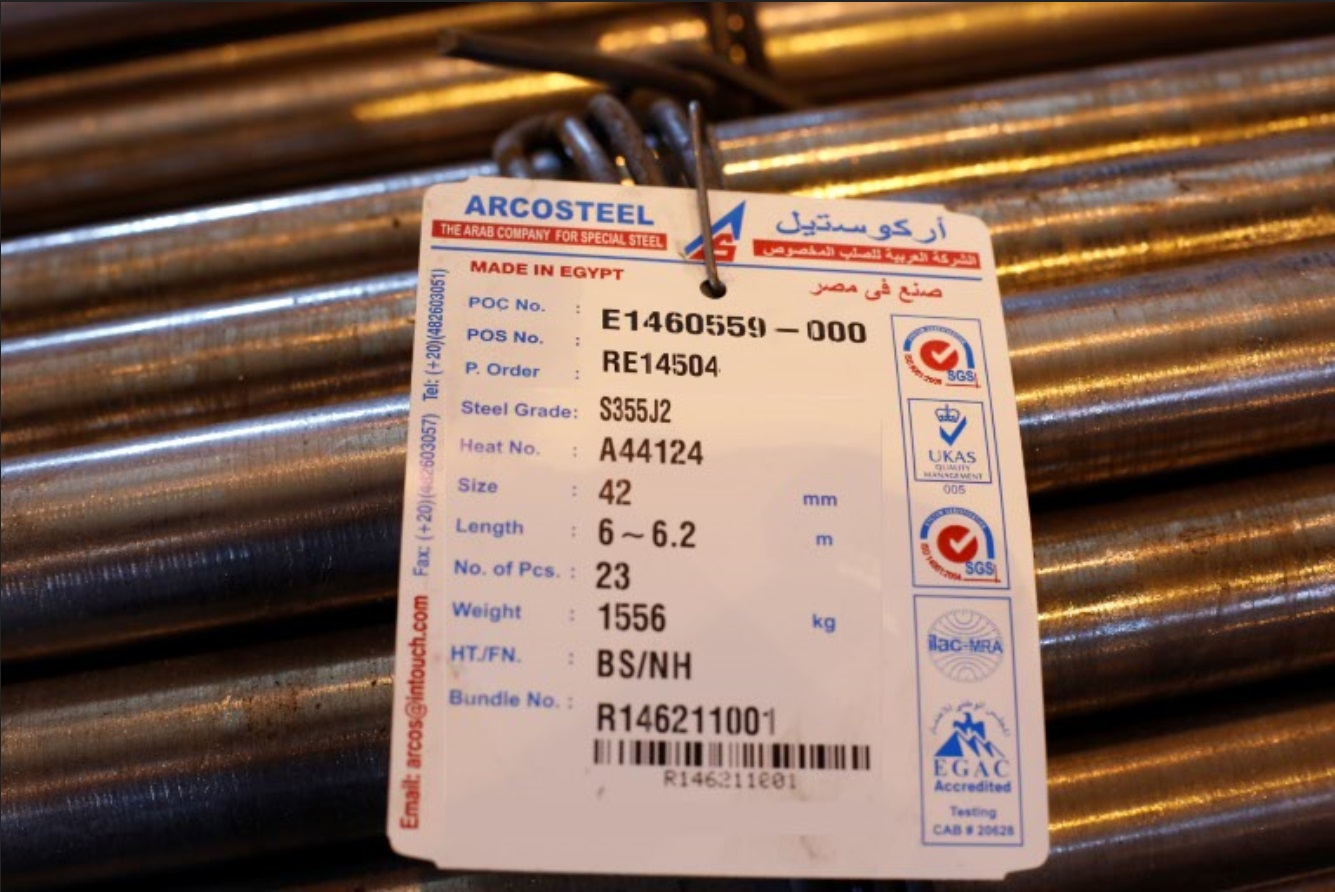 ARCOSTEEL
THE ARAB COMPANY FOR SPECIAL STEEL
أركوستيل
الشركة العربية للصلب المخصوص
MADE IN EGYPT
صنع فى مصر
POC No. : E1460559 – 000
POS No. :
P. Order : RE14504
Steel Grade: S355J2
Heat No. : A44124
Size : 42 mm
Length : 6 ~ 6.2 m
No. of Pcs. : 23
Weight : 1556 kg
HT./FN. : BS/NH
Bundle No. : R146211001
R146211001
Email: arcos@intouch.com Fax: (+20)(482603057) Tel: (+20)(482603051)
SGS
UKAS
QUALITY
MANAGEMENT
005
SGS
ilac-MRA
EGAC
Accredited
Testing
CAB # 20628